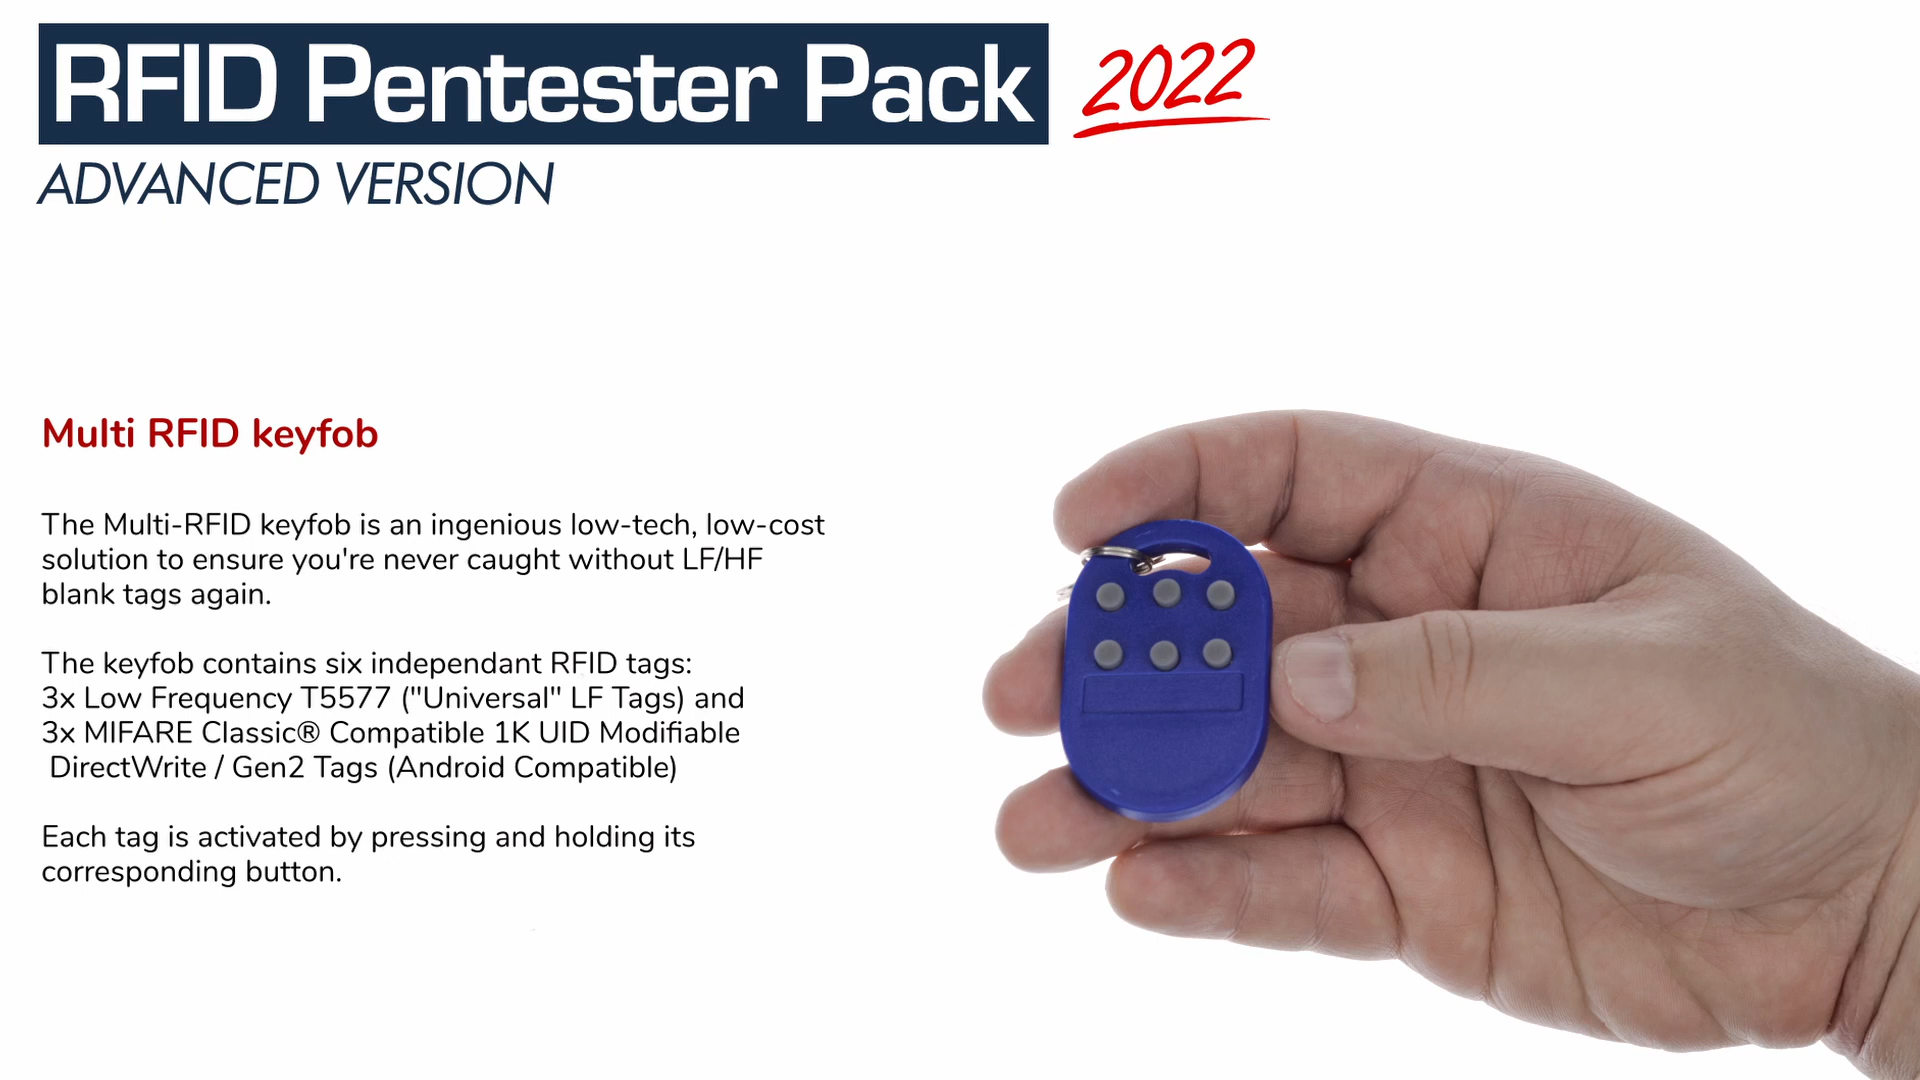 RFID Pentester Pack 2022
ADVANCED VERSION
Multi RFID keyfob
The Multi-RFID keyfob is an ingenious low-tech, low-cost
solution to ensure you're never caught without LF/HF
blank tags again.
The keyfob contains six independant RFID tags:
3x Low Frequency T5577 ("Universal" LF Tags) and
3x MIFARE Classic® Compatible 1K UID Modifiable
DirectWrite / Gen2 Tags (Android Compatible)
Each tag is activated by pressing and holding its
corresponding button.